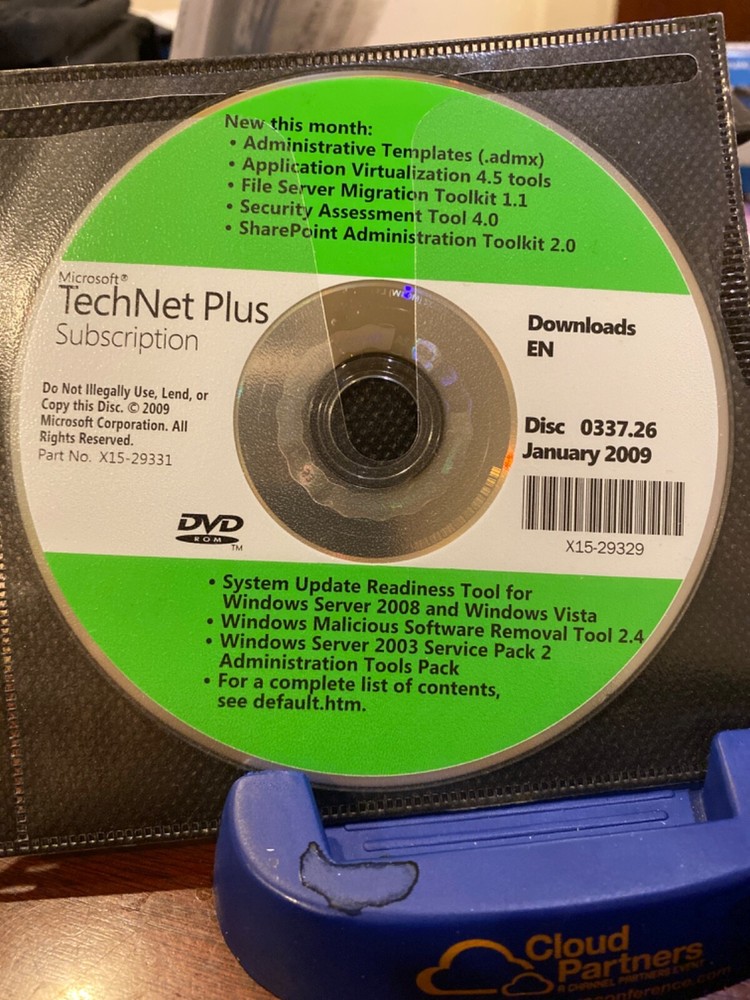 New this month:
• Administrative Templates (.admx)
• Application Virtualization 4.5 tools
• File Server Migration Toolkit 1.1
• Security Assessment Tool 4.0
• SharePoint Administration Toolkit 2.0
Microsoft®
TechNet Plus
Subscription
Do Not Illegally Use, Lend, or
Copy this Disc. © 2009
Microsoft Corporation. All
Rights Reserved.
Part No. X15-29331
DVD
ROM
TM
Downloads
EN
Disc 0337.26
January 2009
X15-29329
• System Update Readiness Tool for
Windows Server 2008 and Windows Vista
• Windows Malicious Software Removal Tool 2.4
• Windows Server 2003 Service Pack 2
Administration Tools Pack
• For a complete list of contents,
see default.htm.
Cloud
Partners
A CHANNEL PARTNERS EVENT